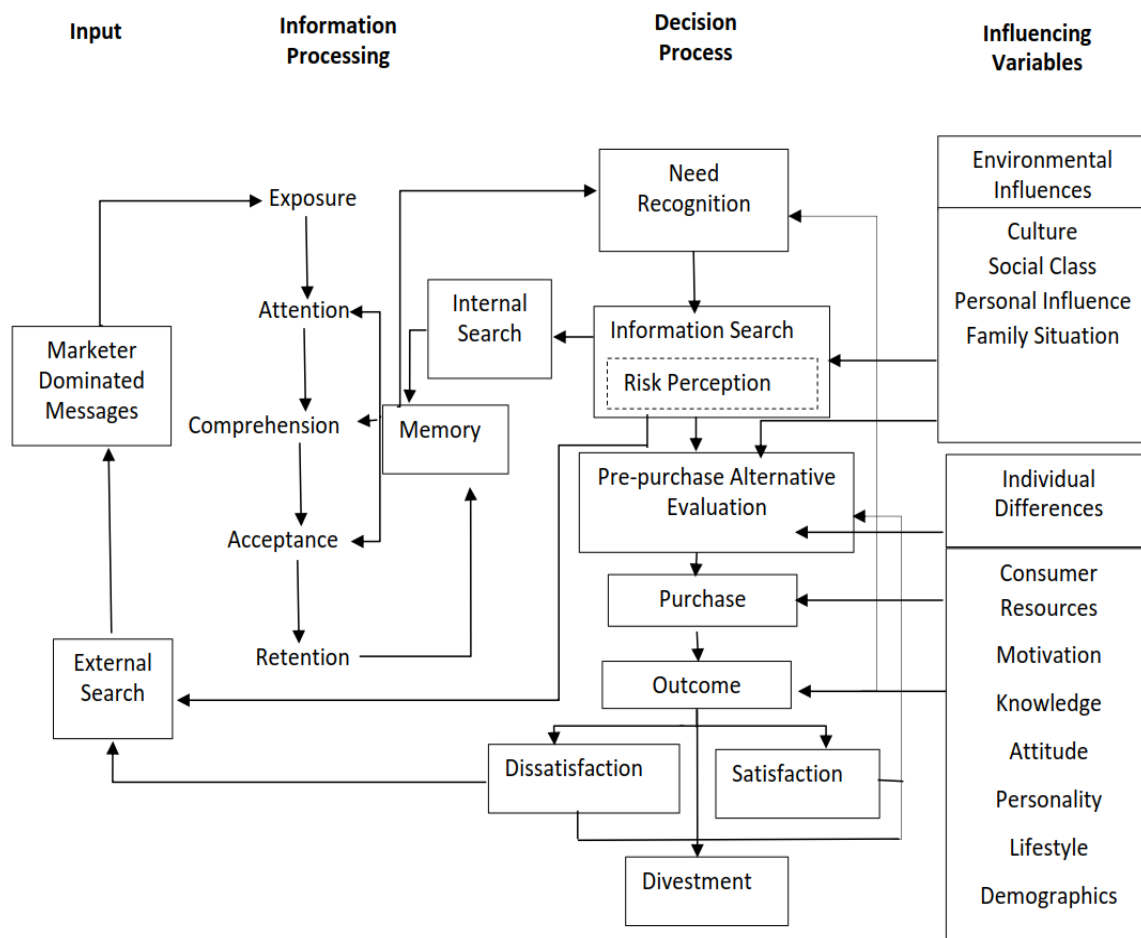 Input
Information
Processing
Decision
Process
Influencing
Variables
Exposure
Attention
Comprehension
Acceptance
Retention
Marketer
Dominated
Messages
External
Search
Internal
Search
Memory
Need
Recognition
Information Search
Risk Perception
Pre-purchase Alternative
Evaluation
Purchase
Outcome
Dissatisfaction
Satisfaction
Divestment
Environmental
Influences
Culture
Social Class
Personal Influence
Family Situation
Individual
Differences
Consumer
Resources
Motivation
Knowledge
Attitude
Personality
Lifestyle
Demographics